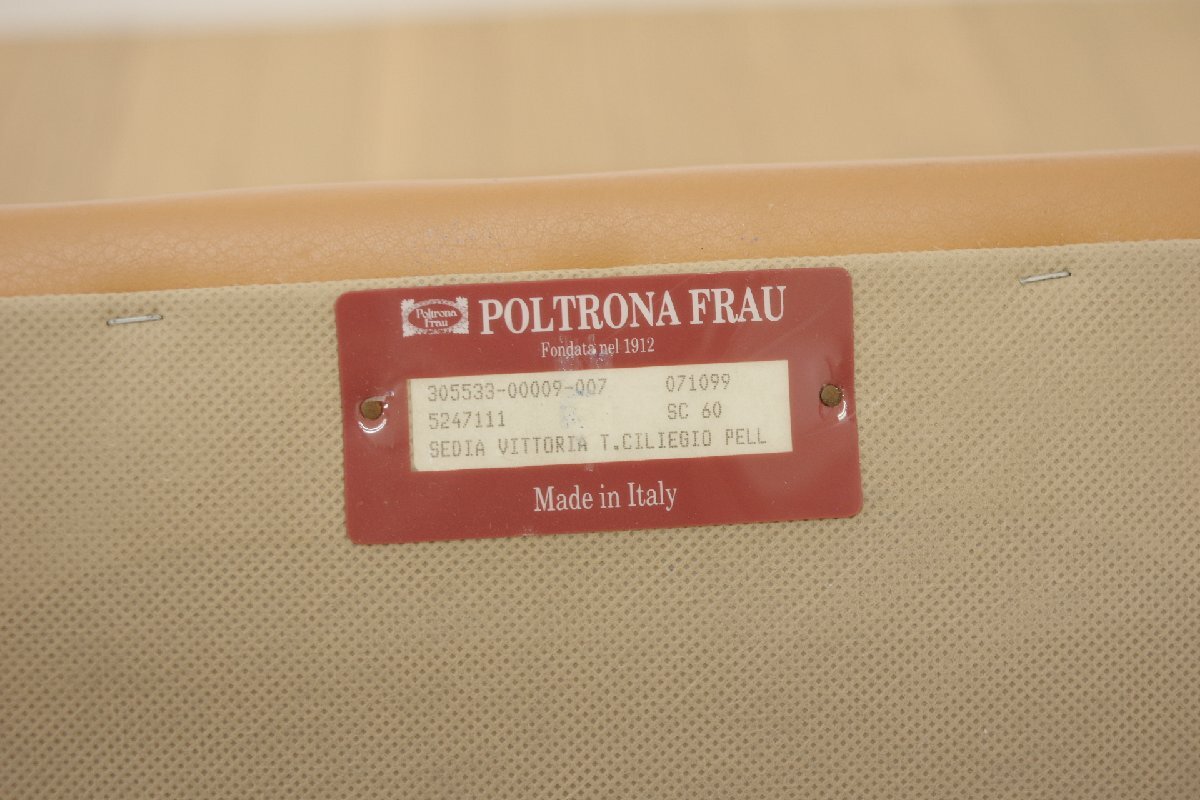 Poltrona
Frau
POLTRONA FRAU
Fondata nel 1912
305533-00009-007 071099
5247111 SC 60
SEDIA VITTORIA T.CILIEGIO PELL
Made in Italy